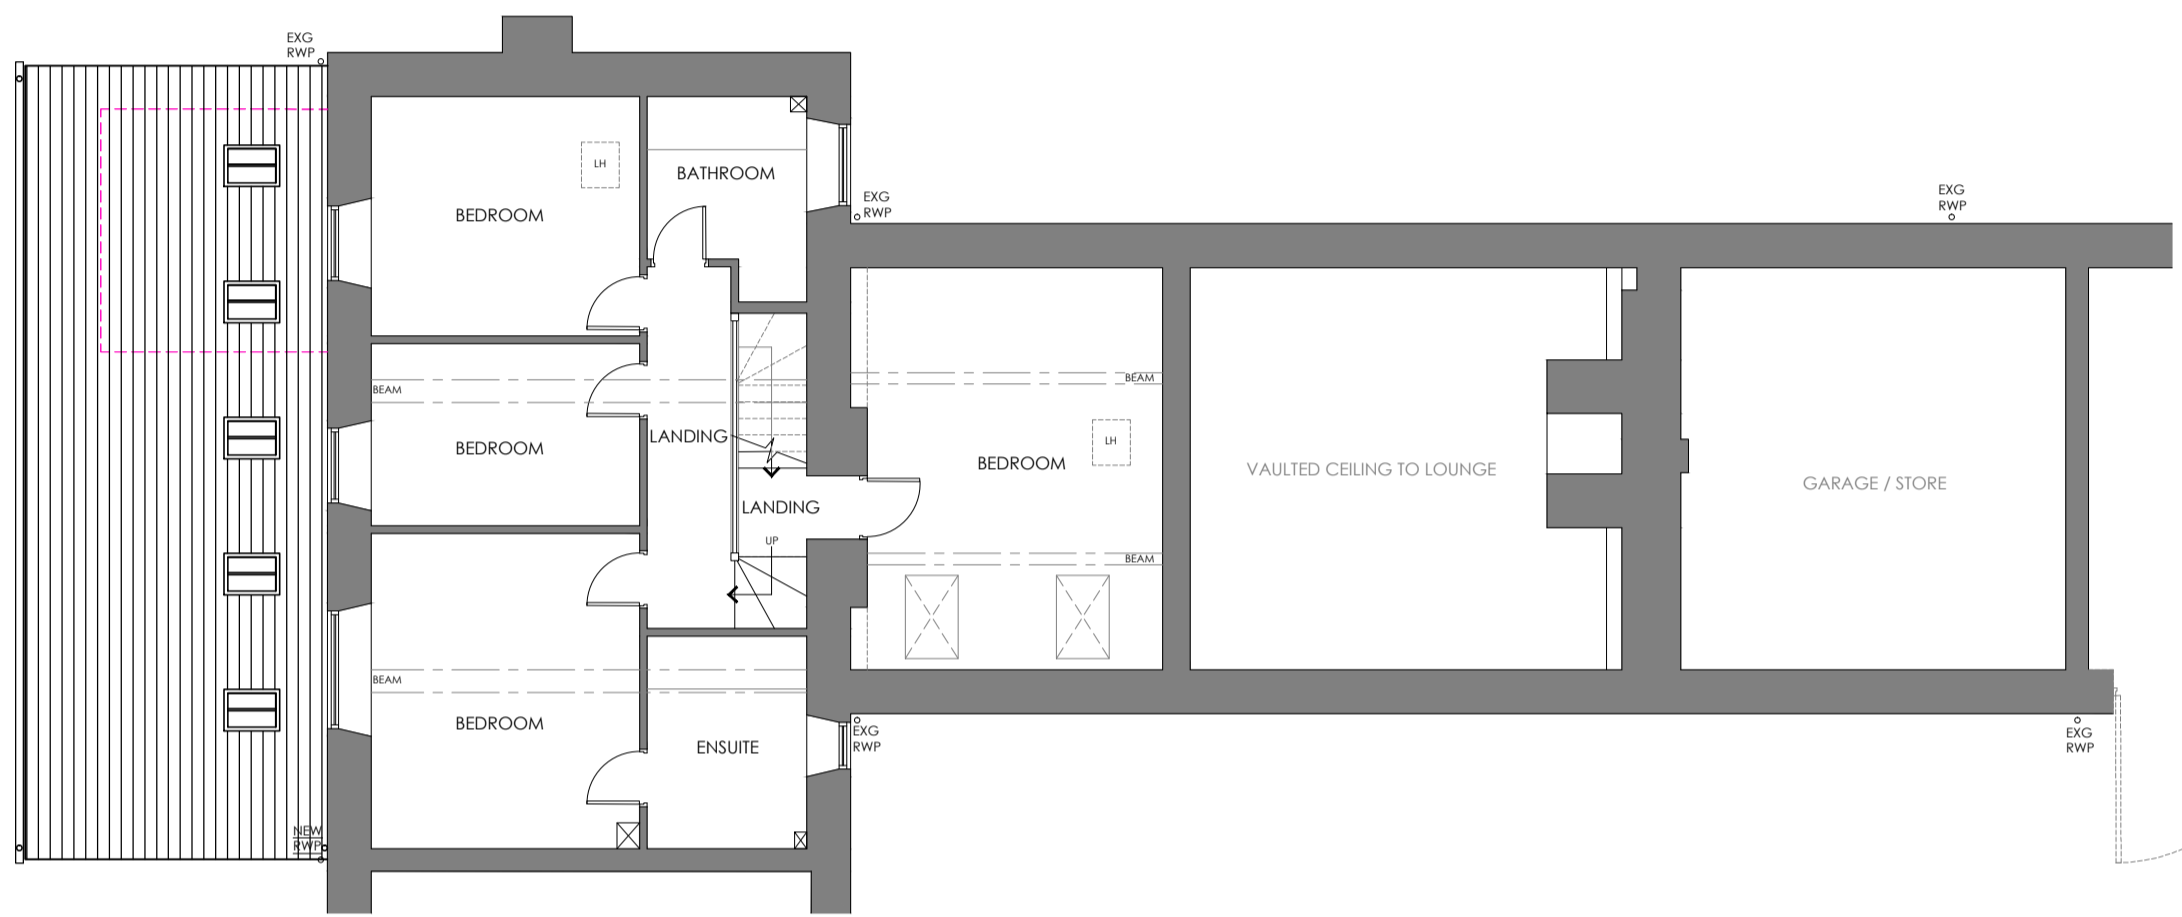 EXG
RWP
LH
BATHROOM
BEDROOM
EXG
RWP
EXG
RWP
BEAM
BEAM
LANDING
BEDROOM
LH
BEDROOM
VAULTED CEILING TO LOUNGE
GARAGE / STORE
LANDING
UP
BEAM
BEAM
BEDROOM
ENSUITE
EXG
RWP
EXG
RWP
NEW
RWP